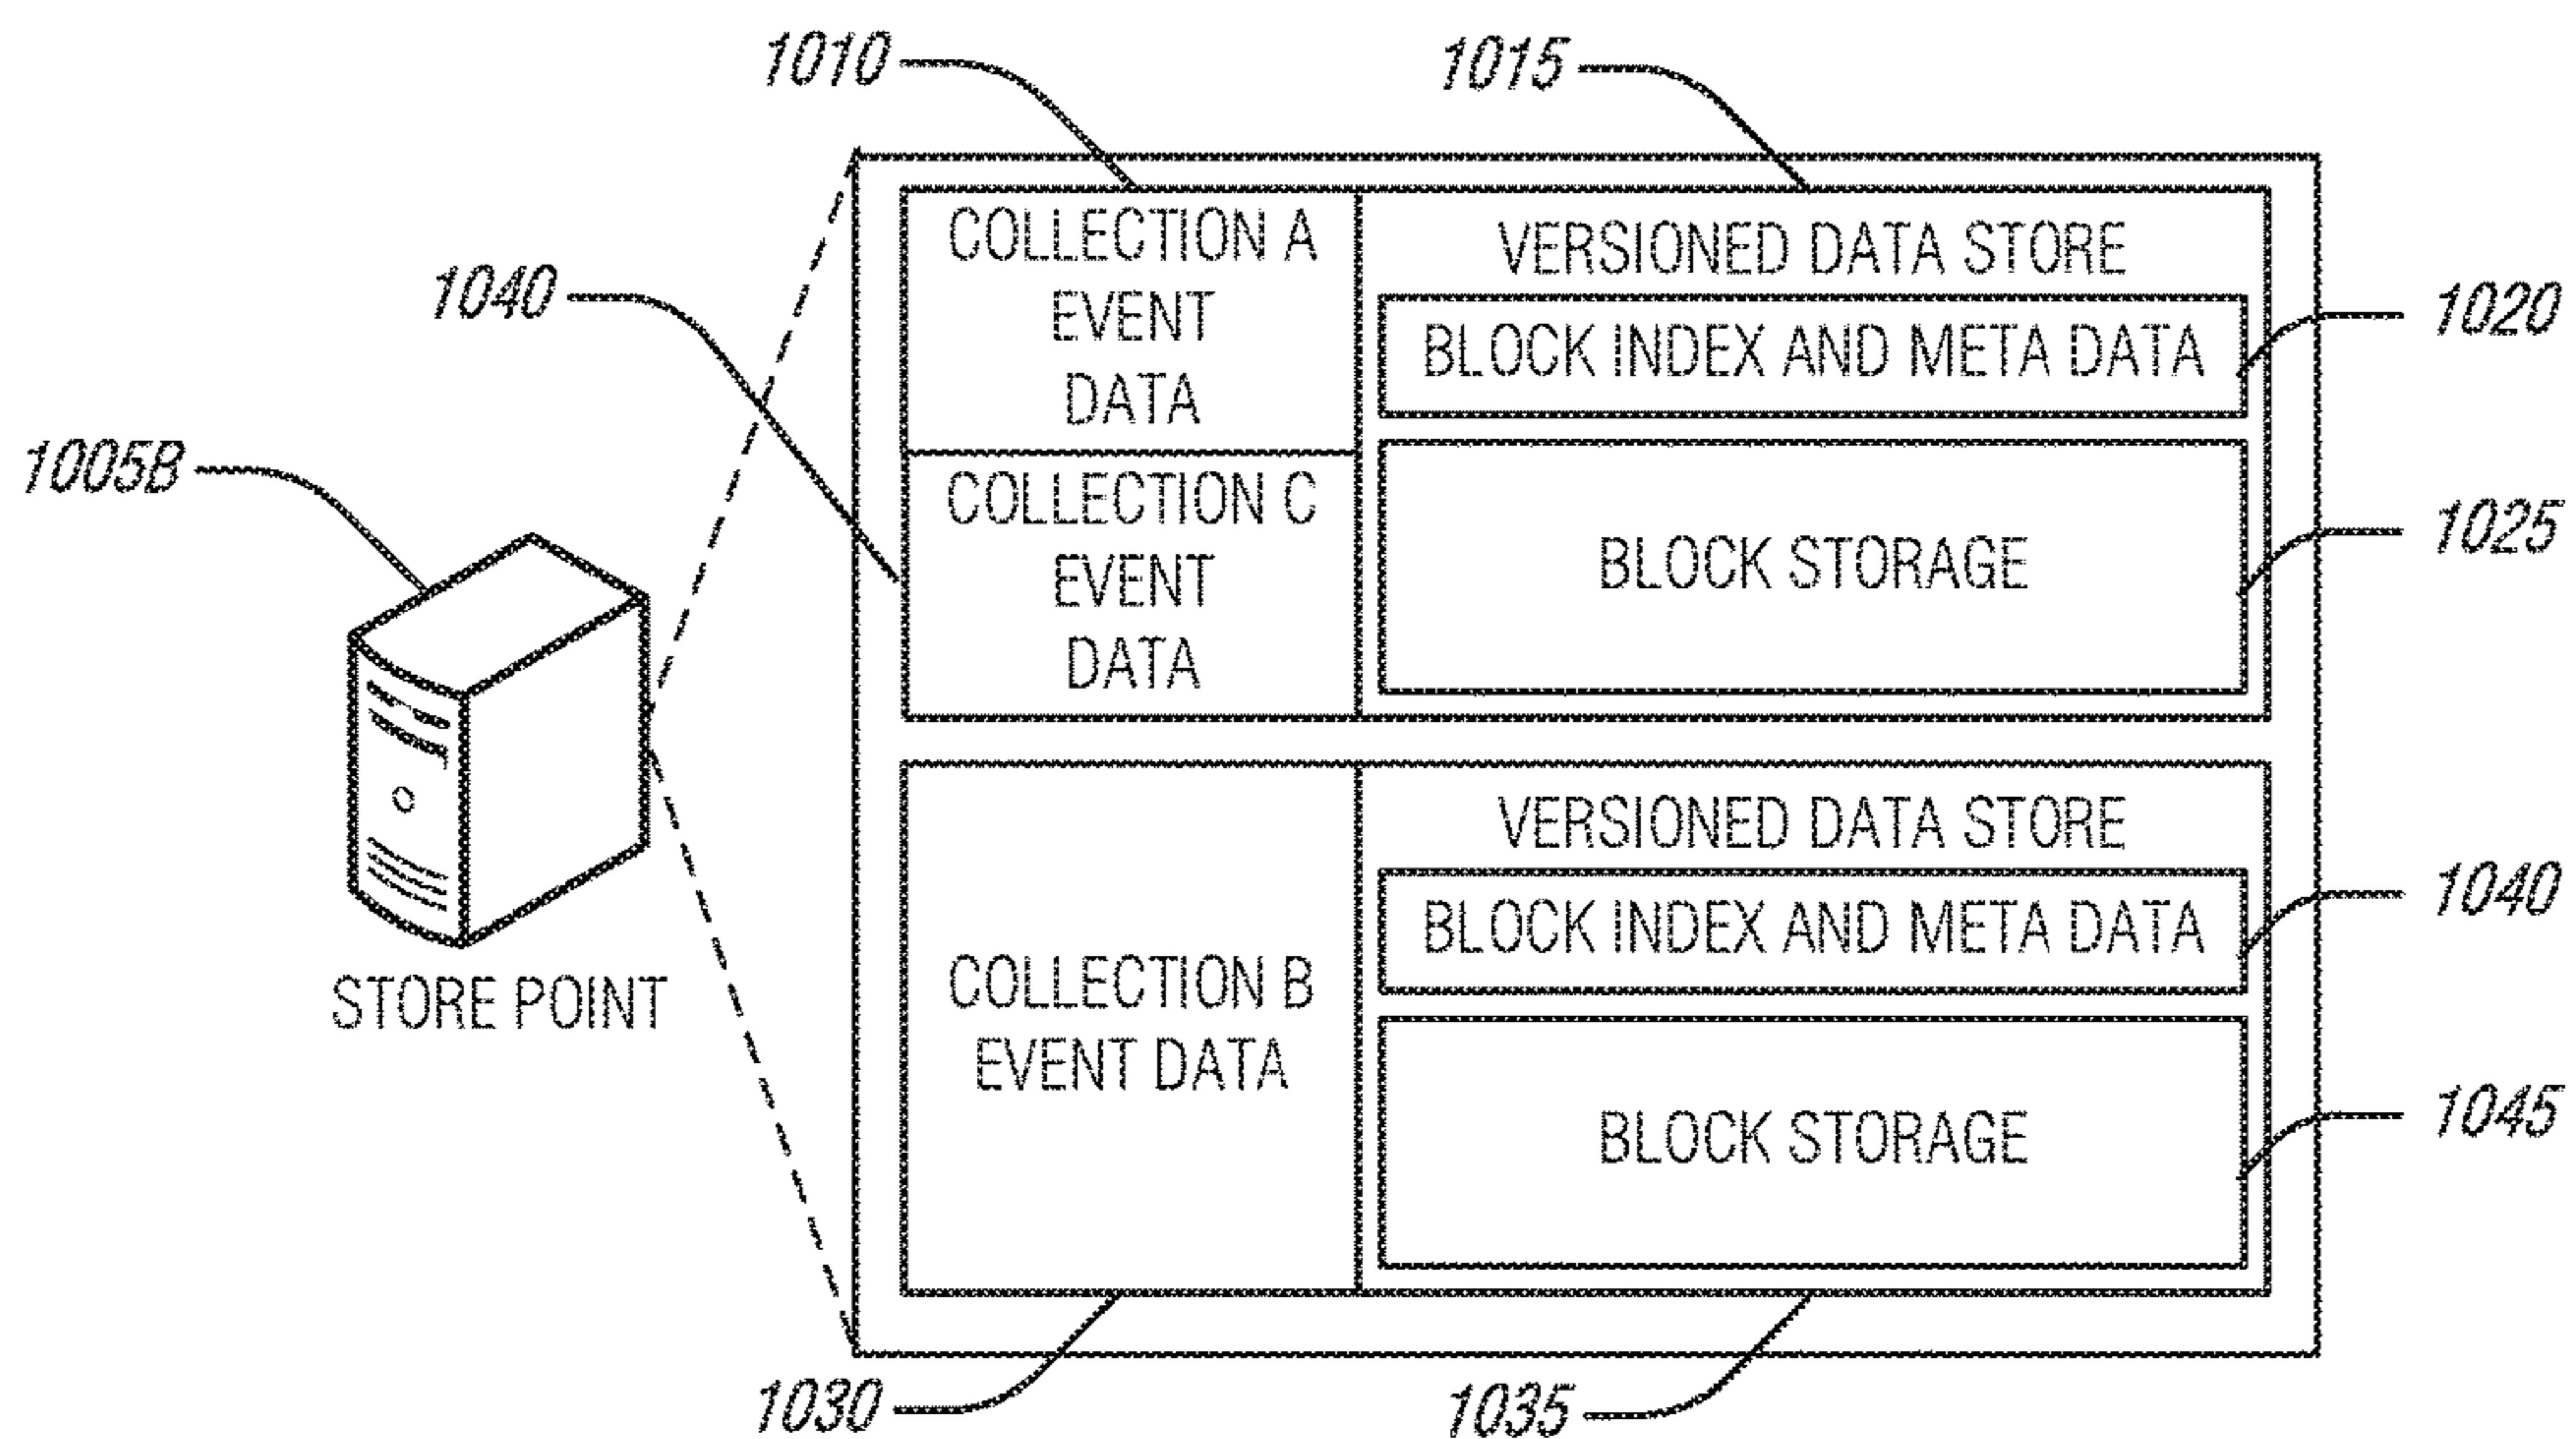 1010
1015
COLLECTION A
EVENT
DATA
VERSIONED DATA STORE
1040
BLOCK INDEX AND META DATA
1020
1005B
COLLECTION C
EVENT
DATA
BLOCK STORAGE
1025
STORE POINT
COLLECTION B
EVENT DATA
VERSIONED DATA STORE
BLOCK INDEX AND META DATA
1040
BLOCK STORAGE
1045
1030
1035